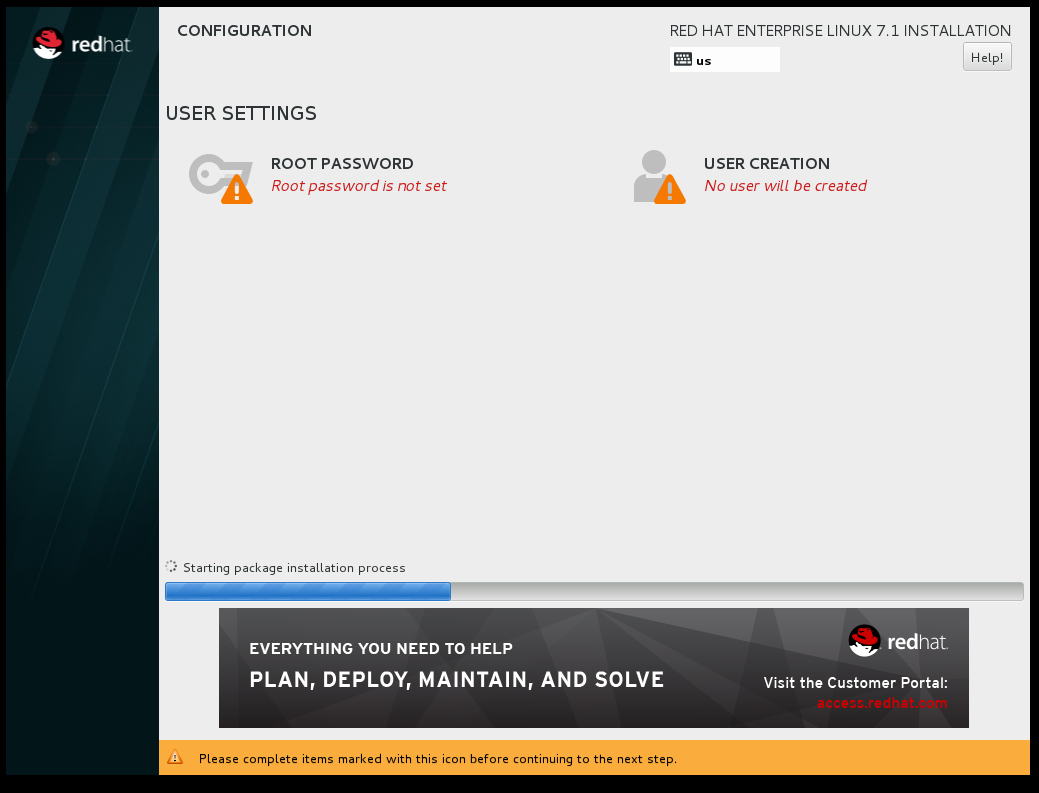 redhat.
CONFIGURATION
RED HAT ENTERPRISE LINUX 7.1 INSTALLATION
us
Help!
USER SETTINGS
ROOT PASSWORD
Root password is not set
USER CREATION
No user will be created
Starting package installation process
EVERYTHING YOU NEED TO HELP
PLAN, DEPLOY, MAINTAIN, AND SOLVE
redhat.
Visit the Customer Portal:
access.redhat.com
Please complete items marked with this icon before continuing to the next step.